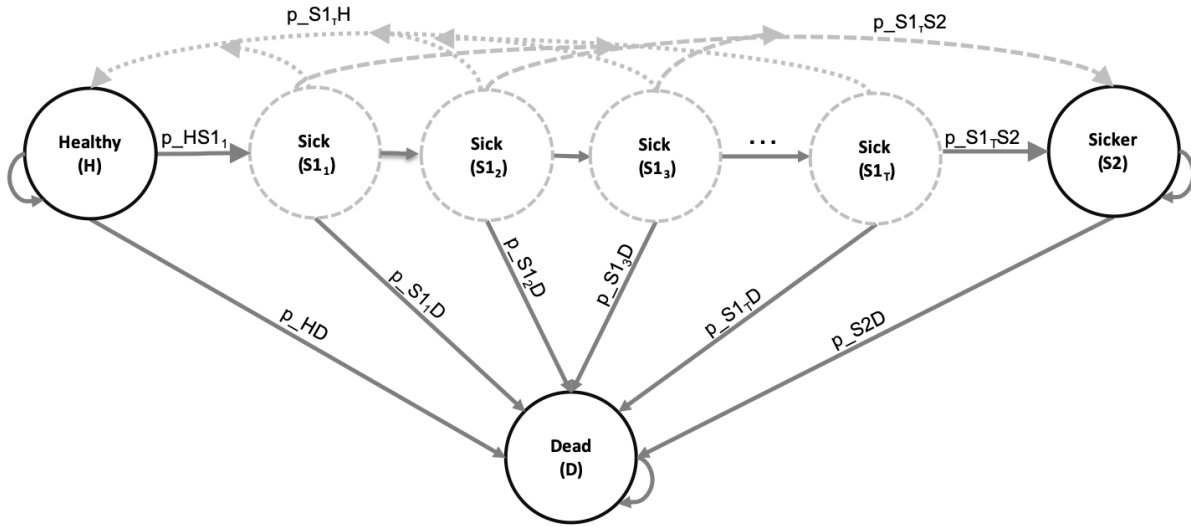 p_S1ₜH
p_S1ₜS2
Healthy
(H)
p_HS1₁
Sick
(S1₁)
Sick
(S1₂)
Sick
(S1₃)
...
Sick
(S1ₜ)
p_S1ₜS2
Sicker
(S2)
p_HD
p_S1₁D
p_S1₂D
p_S1₃D
p_S1ₜD
p_S2D
Dead
(D)